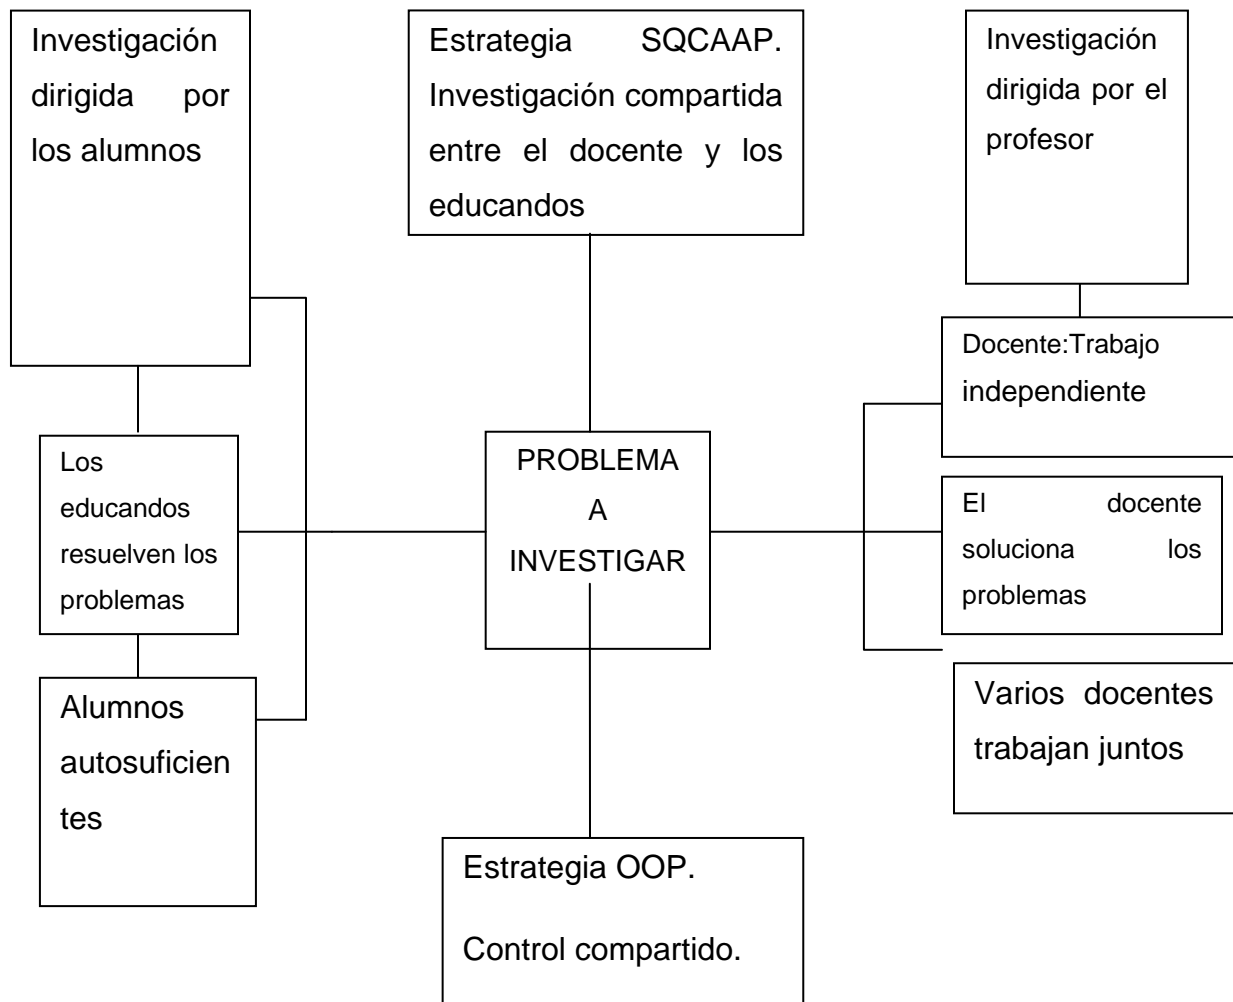 Investigación
dirigida por
los alumnos
Estrategia SQCAAP.
Investigación compartida
entre el docente y los
educandos
Investigación
dirigida por el
profesor
Docente:Trabajo
independiente
Los
educandos
resuelven los
problemas
PROBLEMA
A
INVESTIGAR
El docente
soluciona los
problemas
Alumnos
autosuficien
tes
Varios docentes
trabajan juntos
Estrategia OOP.
Control compartido.